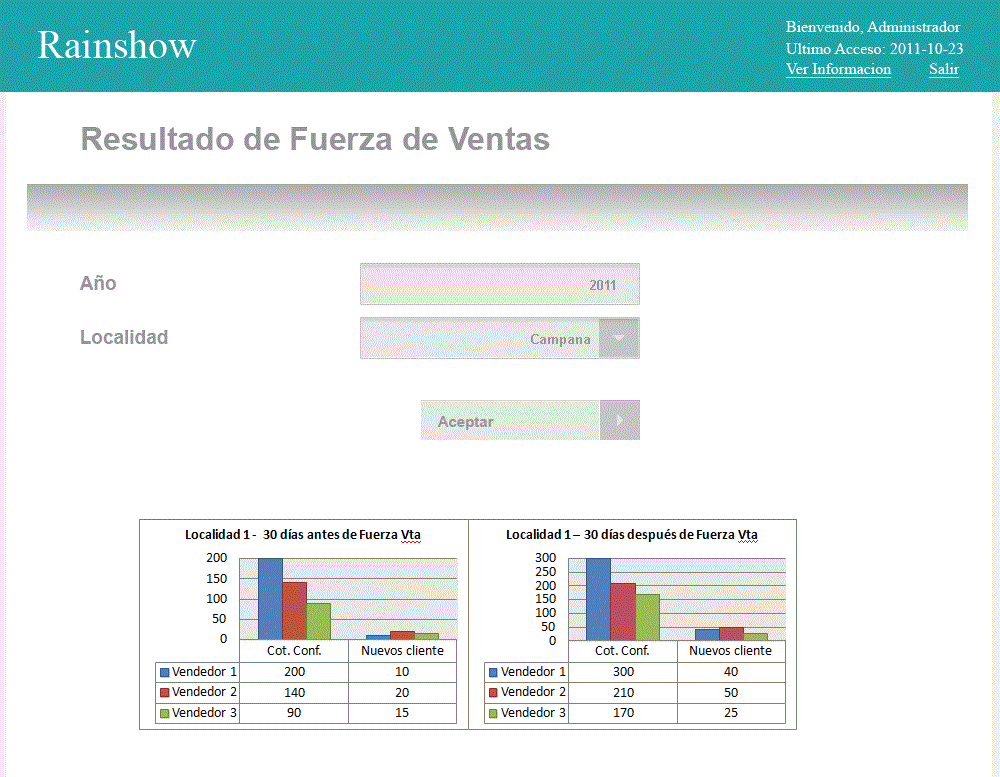 Rainshow
Bienvenido, Administrador
Ultimo Acceso: 2011-10-23
Ver Informacion Salir
Resultado de Fuerza de Ventas
Año 2011
Localidad Campana
Aceptar
Localidad 1 - 30 días antes de Fuerza Vta
200
150
100
50
0
Cot. Conf. Nuevos cliente
Vendedor 1 200 10
Vendedor 2 140 20
Vendedor 3 90 15
Localidad 1 – 30 días después de Fuerza Vta
300
250
200
150
100
50
0
Cot. Conf. Nuevos cliente
Vendedor 1 300 40
Vendedor 2 210 50
Vendedor 3 170 25